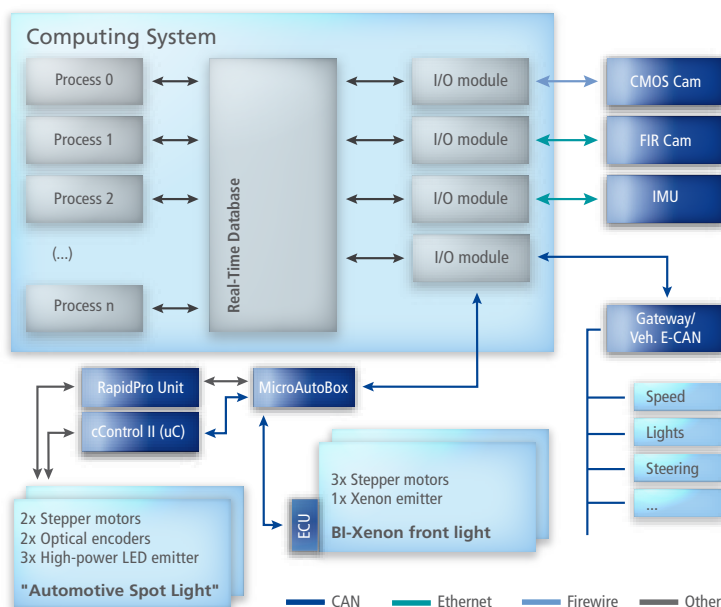 Computing System
Process 0
Process 1
Process 2
(...)
Process n
Real-Time Database
I/O module
I/O module
I/O module
I/O module
CMOS Cam
FIR Cam
IMU
Gateway/
Veh. E-CAN
Speed
Lights
Steering
...
RapidPro Unit
cControl II (uC)
MicroAutoBox
2x Stepper motors
2x Optical encoders
3x High-power LED emitter
"Automotive Spot Light"
ECU
3x Stepper motors
1x Xenon emitter
BI-Xenon front light
CAN
Ethernet
Firewire
Other